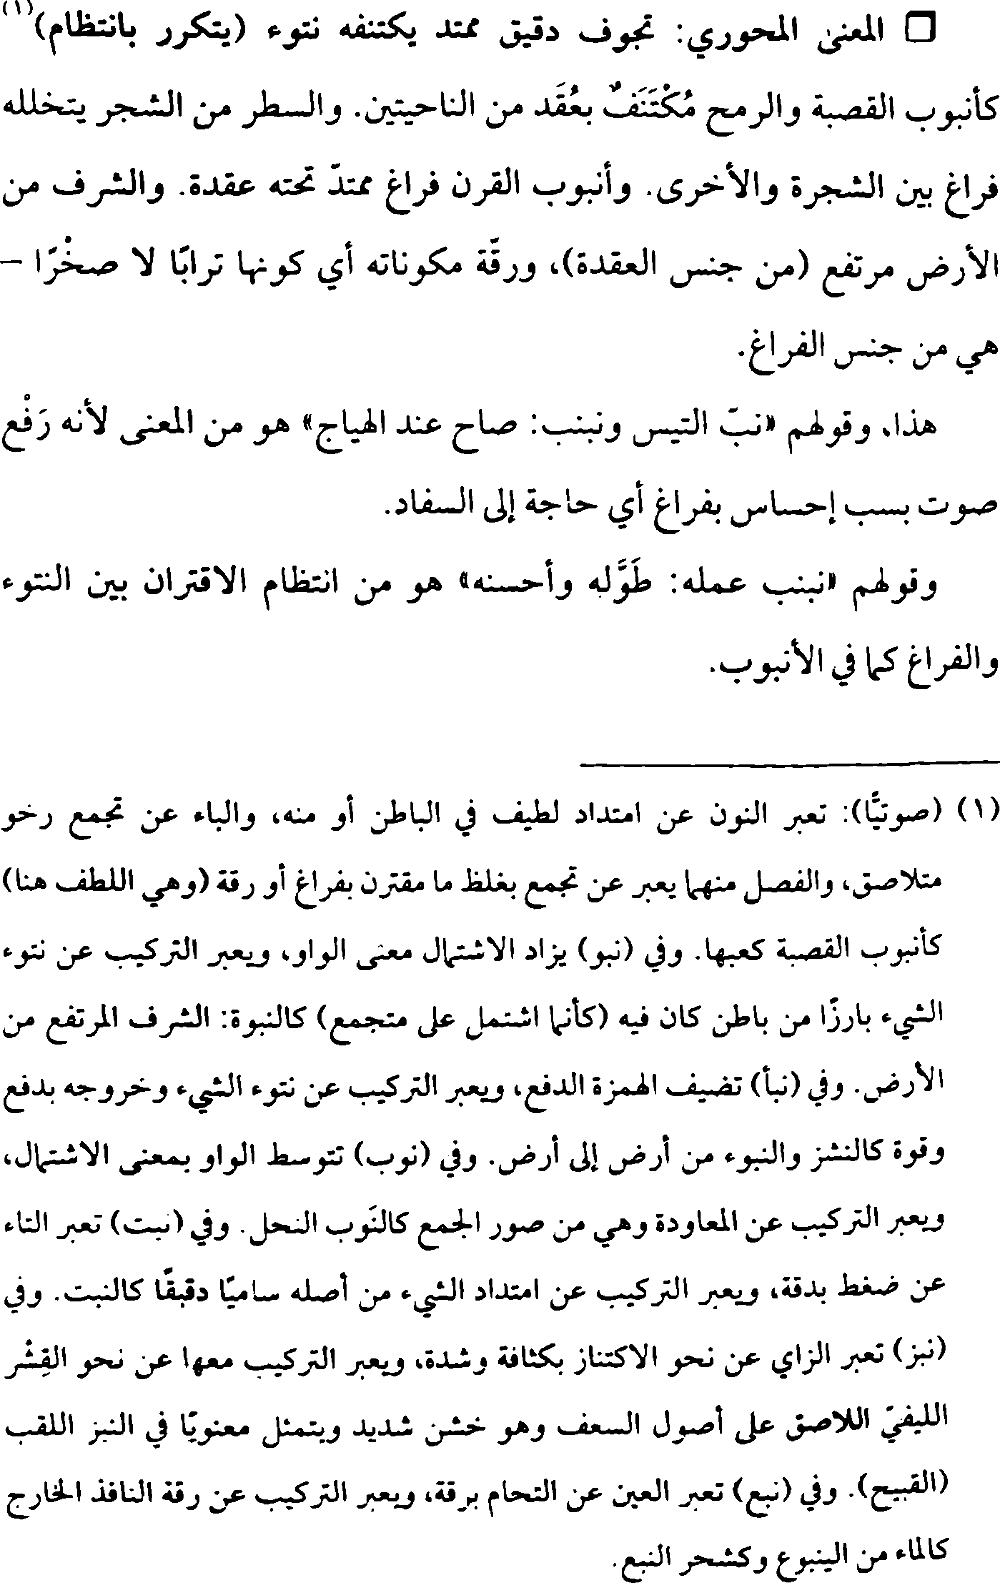 □ المعنى المحوري: تجوف دقيق ممتد يكتنفه نتوء (يتكرر بانتظام)(١)
كأنبوب القصبة والرمح مُكْتَنَفٌ بعُقَد من الناحيتين. والسطر من الشجر يتخلله
فراغ بين الشجرة والأخرى. وأنبوب القرن فراغ ممتدّ تحته عقدة. والشرف من
الأرض مرتفع (من جنس العقدة)، ورقّة مكوناته أي كونها ترابًا لا صخْرًا –
هي من جنس الفراغ.
هذا، وقولهم «نبّ التيس ونبنب: صاح عند الهياج» هو من المعنى لأنه رَفْع
صوت بسب إحساس بفراغ أي حاجة إلى السفاد.
وقولهم «نبنب عمله: طَوَّله وأحسنه» هو من انتظام الاقتران بين النتوء
والفراغ كما في الأنبوب.
(١) (صوتيًّا): تعبر النون عن امتداد لطيف في الباطن أو منه، والباء عن تجمع رخو
متلاصق، والفصل منهما يعبر عن تجمع بغلظ ما مقترن بفراغ أو رقة (وهي اللطف هنا)
كأنبوب القصبة كعبها. وفي (نبو) يزاد الاشتمال معنى الواو، ويعبر التركيب عن نتوء
الشيء بارزًا من باطن كان فيه (كأنما اشتمل على متجمع) كالنبوة: الشرف المرتفع من
الأرض. وفي (نبأ) تضيف الهمزة الدفع، ويعبر التركيب عن نتوء الشيء وخروجه بدفع
وقوة كالنشز والنبوء من أرض إلى أرض. وفي (نوب) تتوسط الواو بمعنى الاشتمال،
ويعبر التركيب عن المعاودة وهي من صور الجمع كالنَوب النحل. وفي (نبت) تعبر التاء
عن ضغط بدقة، ويعبر التركيب عن امتداد الشيء من أصله ساميًا دقيقًا كالنبت. وفي
(نبز) تعبر الزاي عن نحو الاكتناز بكثافة وشدة، ويعبر التركيب معها عن نحو القِشْر
الليفيّ اللاصق على أصول السعف وهو خشن شديد ويتمثل معنويًا في النبز اللقب
(القبيح). وفي (نبع) تعبر العين عن التحام برقة، ويعبر التركيب عن رقة النافذ الخارج
كالماء من الينبوع وكشحر النبع.